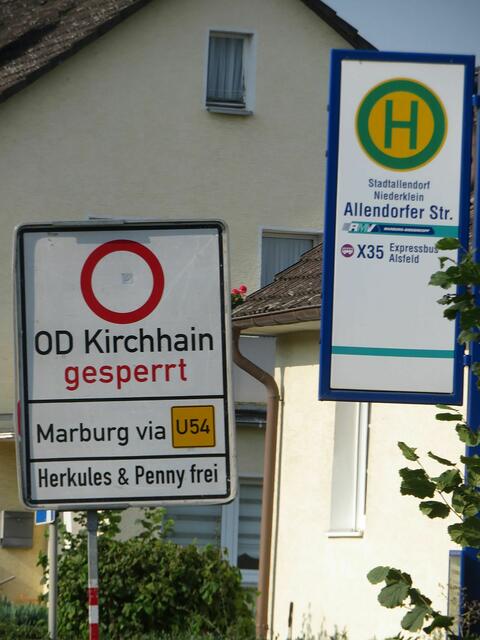 OD Kirchhain
gesperrt
Marburg via U54
Herkules & Penny frei
H
Stadtallendorf
Niederklein
Allendorfer Str.
RMV
X35 Expressbus
Alsfeld